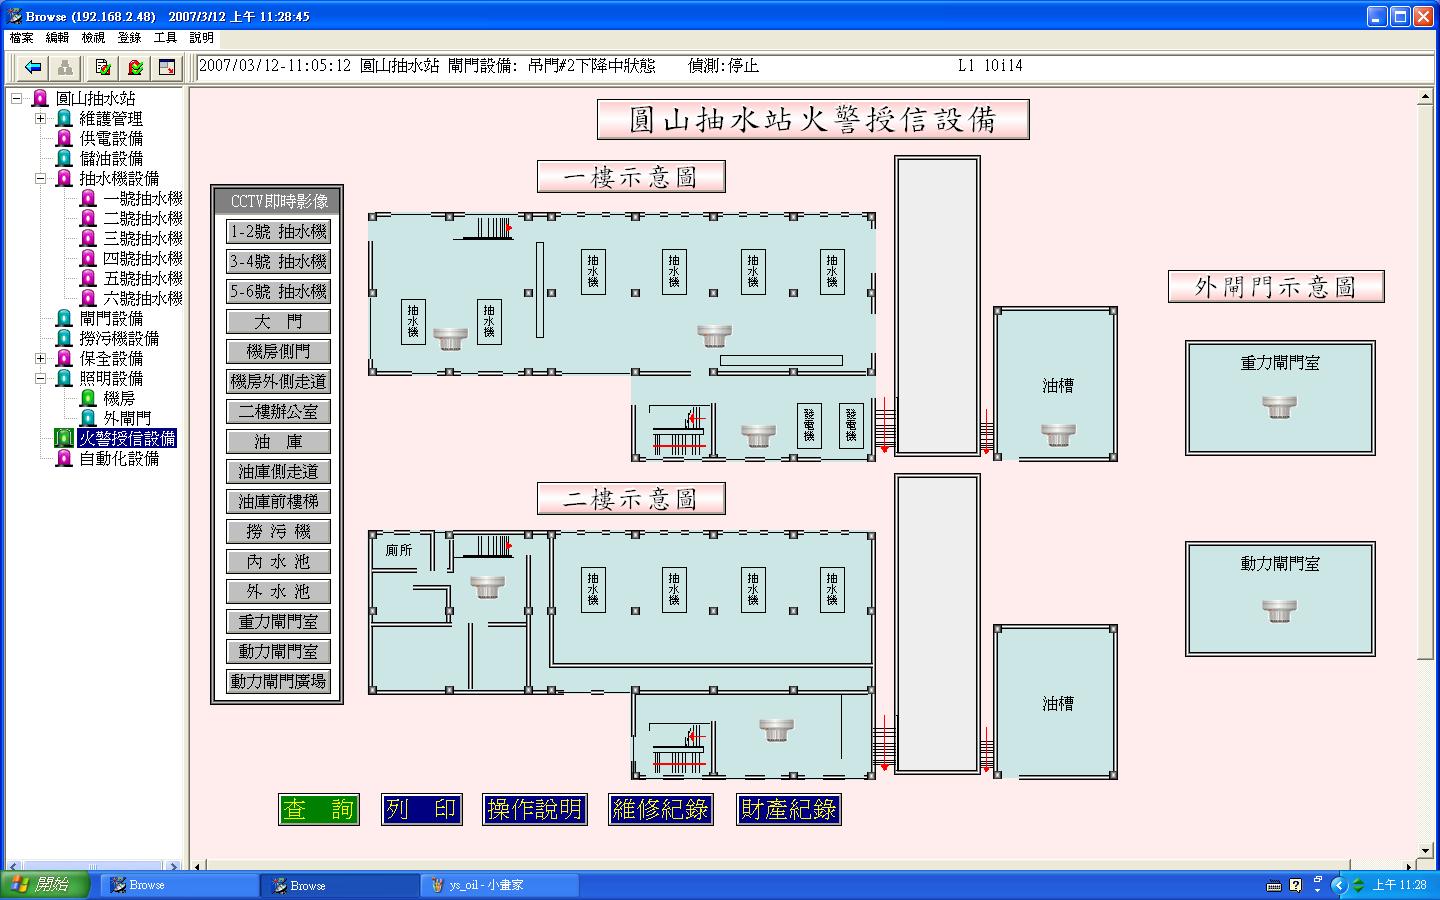 Browse (192.168.2.48)   2007/3/12 上午 11:28:45
檔案 編輯 檢視 登錄 工具 說明
2007/03/12-11:05:12 圓山抽水站 閘門設備: 吊門#2下降中狀態 偵測:停止 L1 10i14
圓山抽水站
維護管理
供電設備
儲油設備
抽水機設備
一號抽水機
二號抽水機
三號抽水機
四號抽水機
五號抽水機
六號抽水機
閘門設備
撈污機設備
保全設備
照明設備
機房
外閘門
火警授信設備
自動化設備
圓山抽水站火警授信設備
CCTV即時影像
1-2號 抽水機
3-4號 抽水機
5-6號 抽水機
大 門
機房側門
機房外側走道
二樓辦公室
油 庫
油庫側走道
油庫前樓梯
撈 污 機
內 水 池
外 水 池
重力閘門室
動力閘門室
動力閘門廣場
一樓示意圖
抽水機
抽水機
抽水機
抽水機
抽水機
抽水機
發電機
發電機
油槽
二樓示意圖
廁所
抽水機
抽水機
抽水機
抽水機
油槽
外閘門示意圖
重力閘門室
動力閘門室
查 詢
列 印
操作說明
維修紀錄
財產紀錄
開始
Browse
Browse
ys_oil - 小畫家
上午 11:28